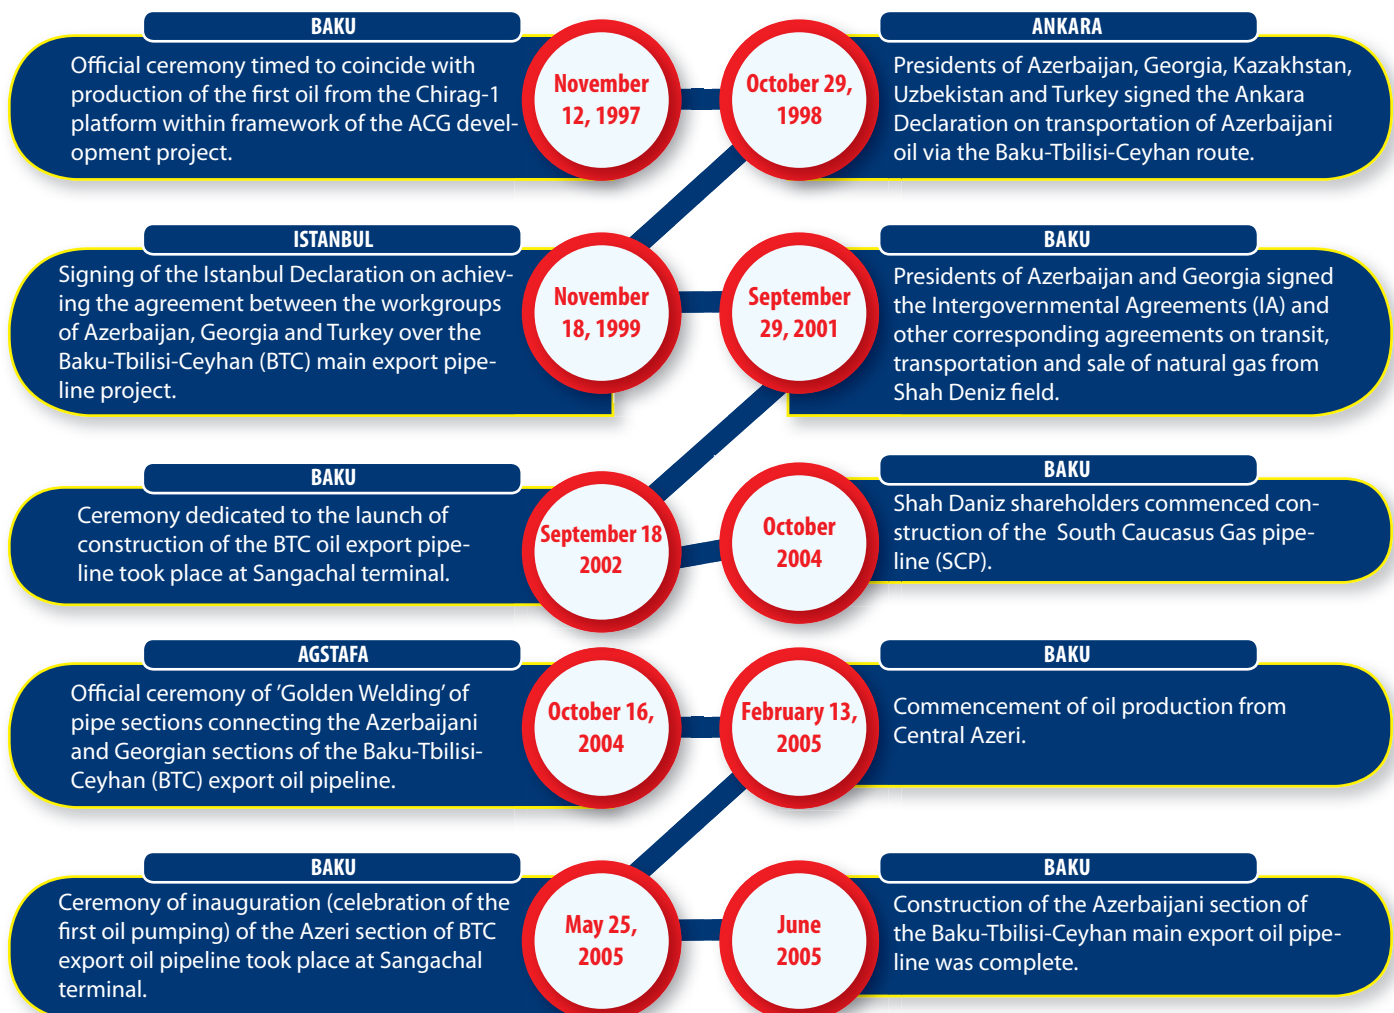 BAKU
Official ceremony timed to coincide with
production of the first oil from the Chirag-1
platform within framework of the ACG devel-
opment project.
November
12, 1997
ANKARA
October 29,
1998
Presidents of Azerbaijan, Georgia, Kazakhstan,
Uzbekistan and Turkey signed the Ankara
Declaration on transportation of Azerbaijani
oil via the Baku-Tbilisi-Ceyhan route.
ISTANBUL
Signing of the Istanbul Declaration on achiev-
ing the agreement between the workgroups
of Azerbaijan, Georgia and Turkey over the
Baku-Tbilisi-Ceyhan (BTC) main export pipe-
line project.
November
18, 1999
BAKU
September
29, 2001
Presidents of Azerbaijan and Georgia signed
the Intergovernmental Agreements (IA) and
other corresponding agreements on transit,
transportation and sale of natural gas from
Shah Deniz field.
BAKU
Ceremony dedicated to the launch of
construction of the BTC oil export pipe-
line took place at Sangachal terminal.
September 18
2002
BAKU
October
2004
Shah Daniz shareholders commenced con-
struction of the South Caucasus Gas pipe-
line (SCP).
AGSTAFA
Official ceremony of 'Golden Welding' of
pipe sections connecting the Azerbaijani
and Georgian sections of the Baku-Tbilisi-
Ceyhan (BTC) export oil pipeline.
October 16,
2004
BAKU
February 13,
2005
Commencement of oil production from
Central Azeri.
BAKU
Ceremony of inauguration (celebration of the
first oil pumping) of the Azeri section of BTC
export oil pipeline took place at Sangachal
terminal.
May 25,
2005
BAKU
June
2005
Construction of the Azerbaijani section of
the Baku-Tbilisi-Ceyhan main export oil pipe-
line was complete.